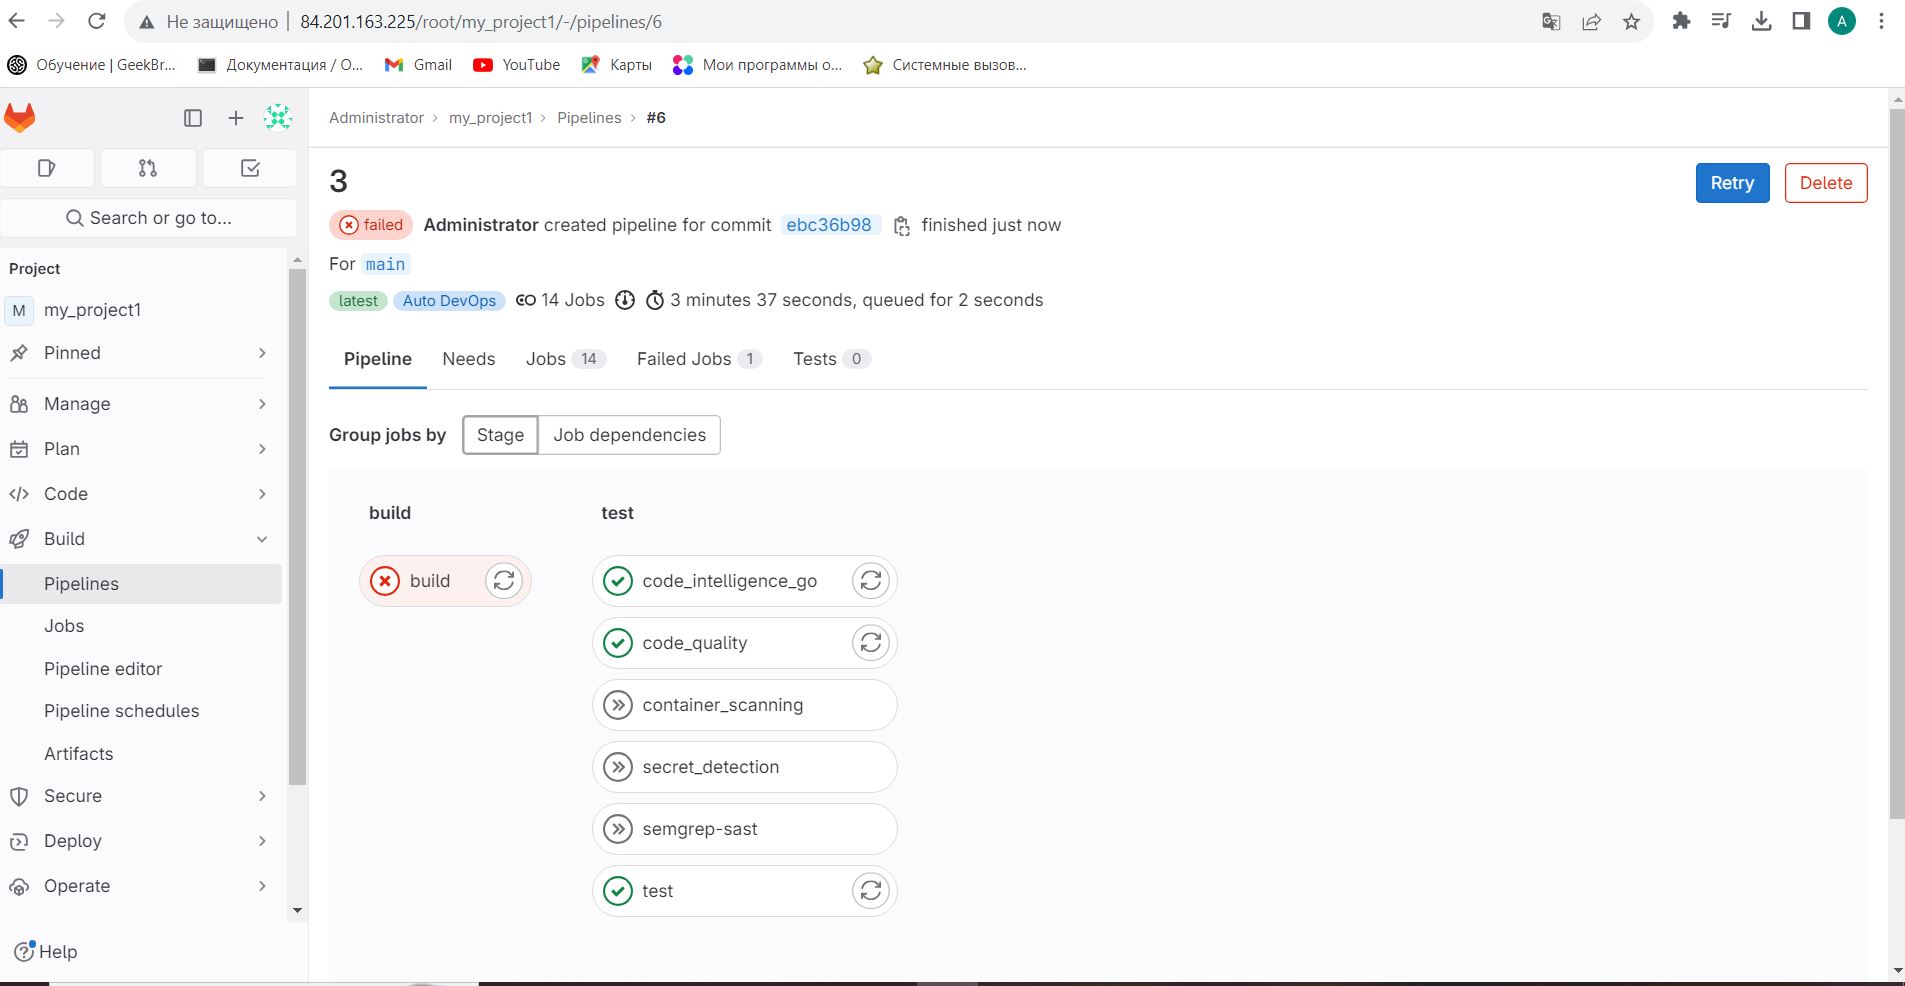 Не защищено 84.201.163.225/root/my_project1/-/pipelines/6 A
Обучение | GeekBr... Документация / О... Gmail YouTube Карты Мои программы о... Системные вызов...
Administrator > my_project1 > Pipelines > #6
Search or go to...
Project
M my_project1
Pinned
Manage
Plan
Code
Build
Pipelines
Jobs
Pipeline editor
Pipeline schedules
Artifacts
Secure
Deploy
Operate
Help
3
Retry Delete
failed Administrator created pipeline for commit ebc36b98 finished just now
For main
latest Auto DevOps 14 Jobs 3 minutes 37 seconds, queued for 2 seconds
Pipeline Needs Jobs 14 Failed Jobs 1 Tests 0
Group jobs by Stage Job dependencies
build
build
test
code_intelligence_go
code_quality
container_scanning
secret_detection
semgrep-sast
test